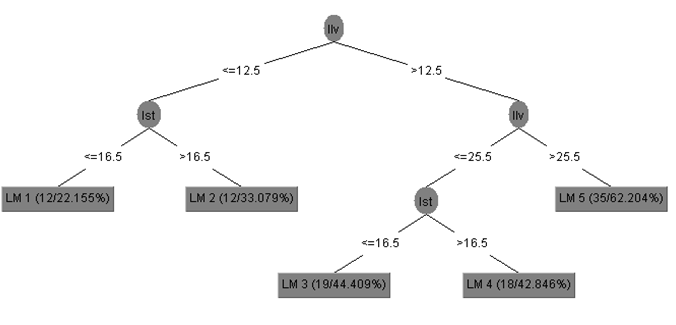 llv
<=12.5
>12.5
lst
llv
<=16.5
>16.5
<=25.5
>25.5
LM 1 (12/22.155%)
LM 2 (12/33.079%)
lst
LM 5 (35/62.204%)
<=16.5
>16.5
LM 3 (19/44.409%)
LM 4 (18/42.846%)